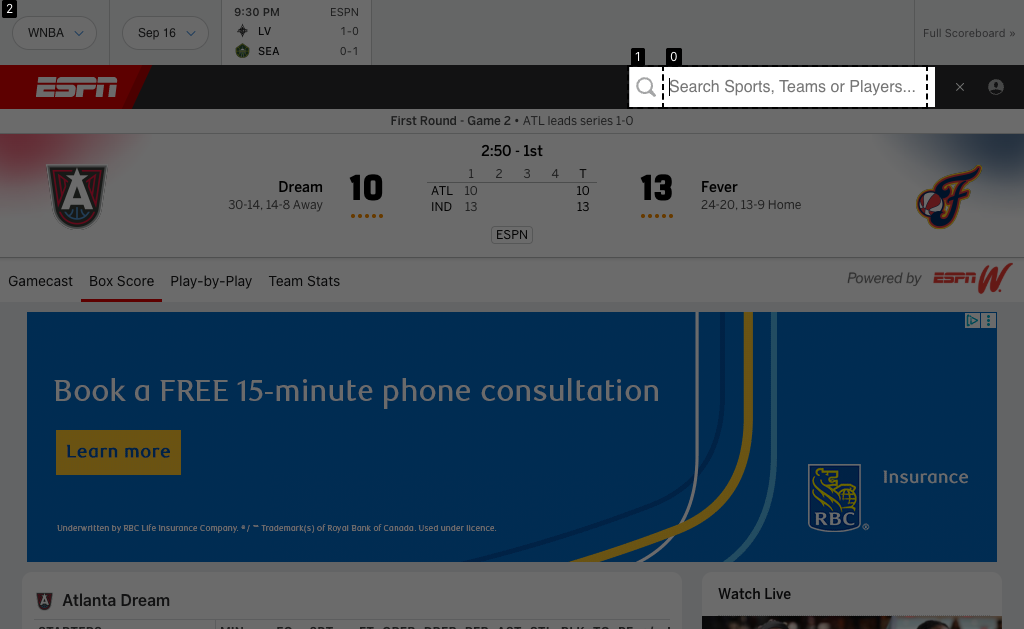 2
WNBA
Sep 16
9:30 PM ESPN
LV 1-0
SEA 0-1
Full Scoreboard »
1 0
ESPN
Search Sports, Teams or Players...
First Round - Game 2 • ATL leads series 1-0
2:50 - 1st
1 2 3 4 T
ATL 10 10
IND 13 13
Dream
30-14, 14-8 Away
10
13
Fever
24-20, 13-9 Home
ESPN
Gamecast Box Score Play-by-Play Team Stats
Powered by ESPN W
Book a FREE 15-minute phone consultation
Learn more
Insurance
RBC
®
Underwritten by RBC Life Insurance Company. ® / ™ Trademark(s) of Royal Bank of Canada. Used under licence.
Atlanta Dream
Watch Live